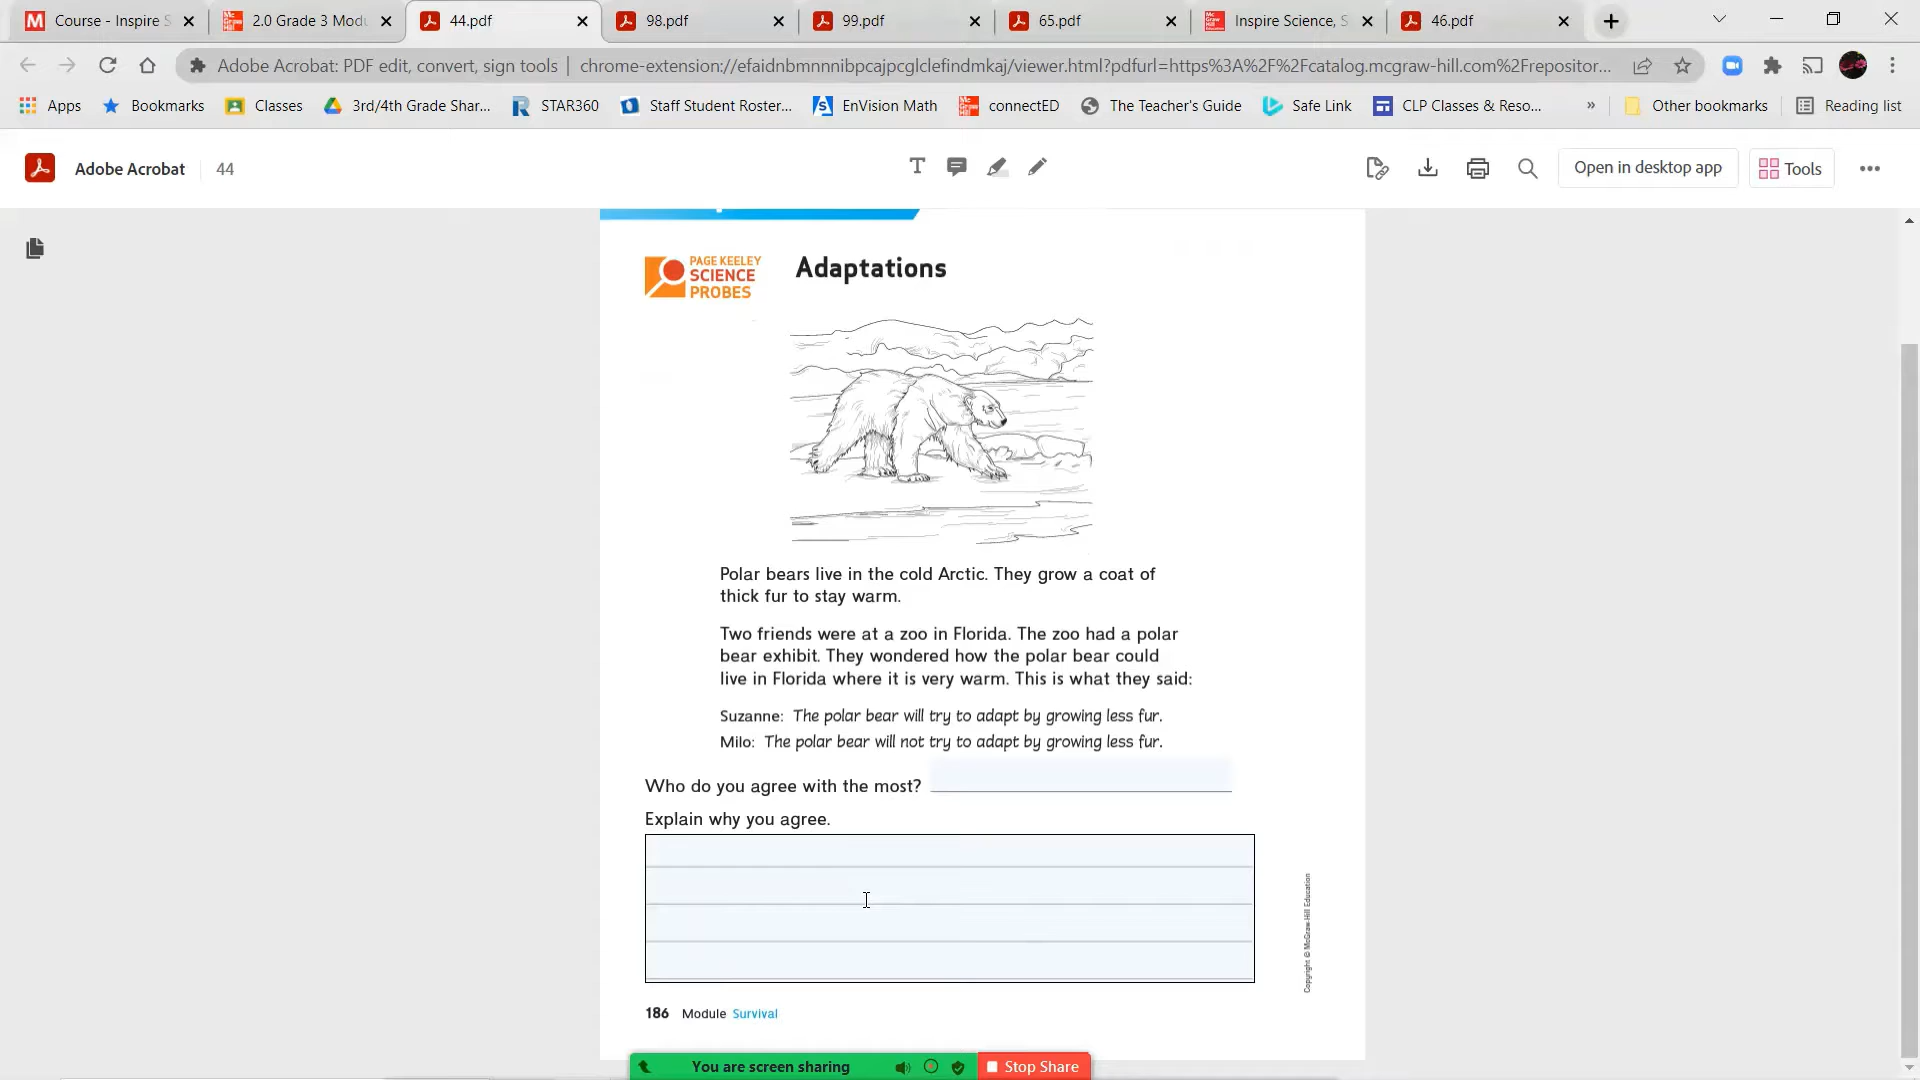 Course - Inspire S
2.0 Grade 3 Modu
44.pdf
98.pdf
99.pdf
65.pdf
Inspire Science, S
46.pdf
Adobe Acrobat: PDF edit, convert, sign tools | chrome-extension://efaidnbmnnnibpcajpcglclefindmkaj/viewer.html?pdfurl=https%3A%2F%2Fcatalog.mcgraw-hill.com%2Frepositor...
Apps
Bookmarks
Classes
3rd/4th Grade Shar...
STAR360
Staff Student Roster...
EnVision Math
connectED
The Teacher's Guide
Safe Link
CLP Classes & Reso...
»
Other bookmarks
Reading list
Adobe Acrobat
44
Open in desktop app
Tools
PAGE KEELEY
SCIENCE
PROBES
Adaptations
Polar bears live in the cold Arctic. They grow a coat of
thick fur to stay warm.
Two friends were at a zoo in Florida. The zoo had a polar
bear exhibit. They wondered how the polar bear could
live in Florida where it is very warm. This is what they said:
Suzanne: The polar bear will try to adapt by growing less fur.
Milo: The polar bear will not try to adapt by growing less fur.
Who do you agree with the most?
Explain why you agree.
Copyright © McGraw-Hill Education
186 Module Survival
You are screen sharing
Stop Share